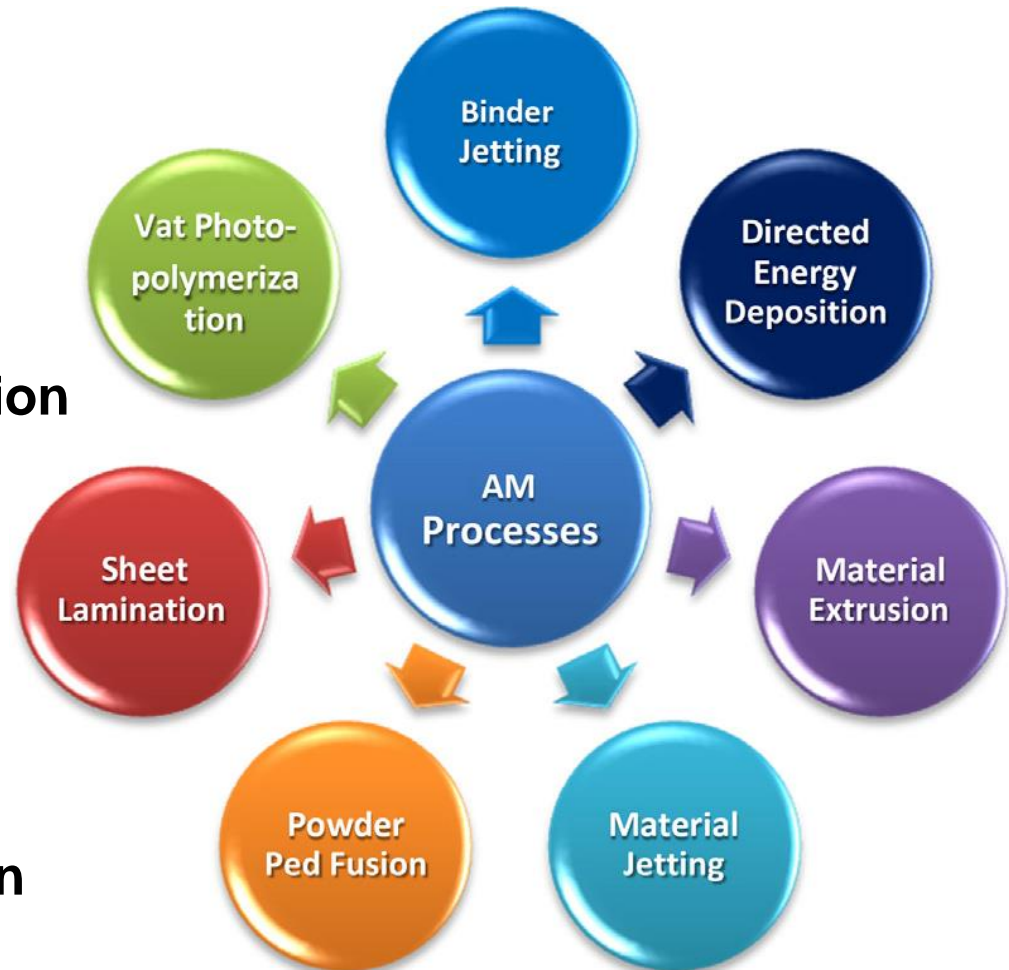 Binder
Jetting
Directed
Energy
Deposition
Material
Extrusion
Material
Jetting
Powder
Ped Fusion
Sheet
Lamination
Vat Photo-
polymeriza
tion
AM
Processes
ion
n